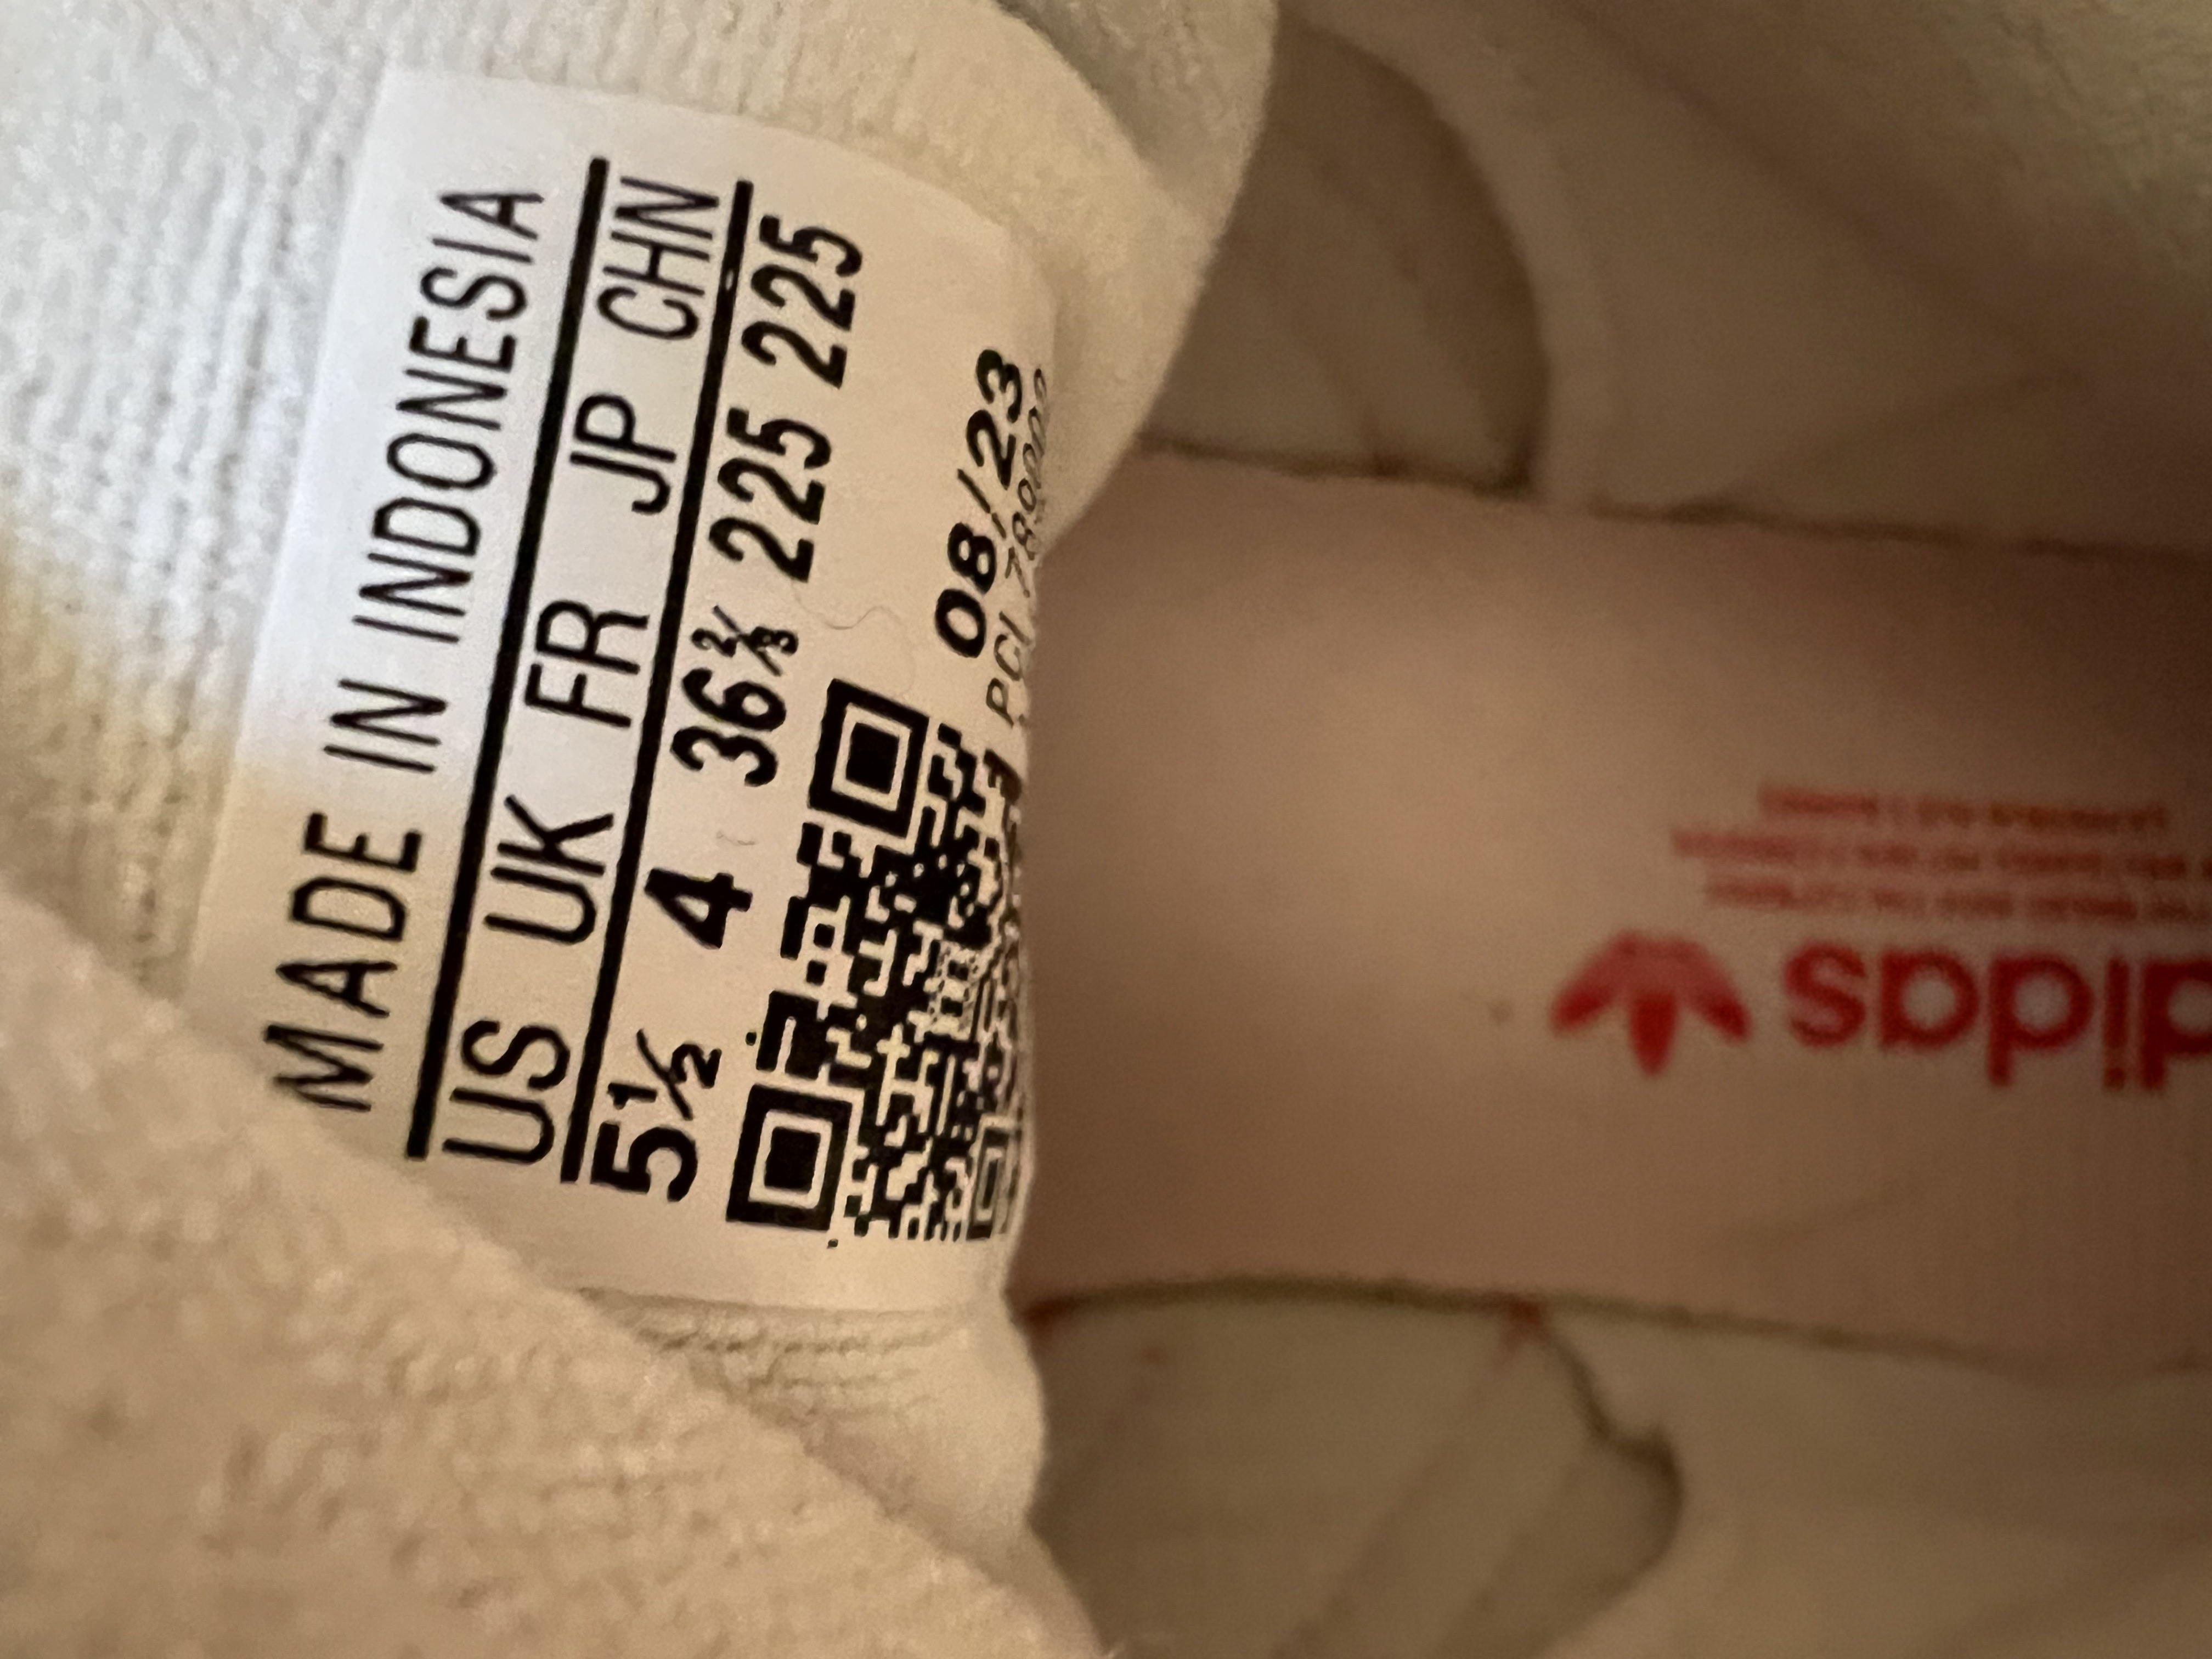 MADE IN INDONESIA
US UK FR JP CHN
5½ 4 36⅔ 225 225
08/23
adidas